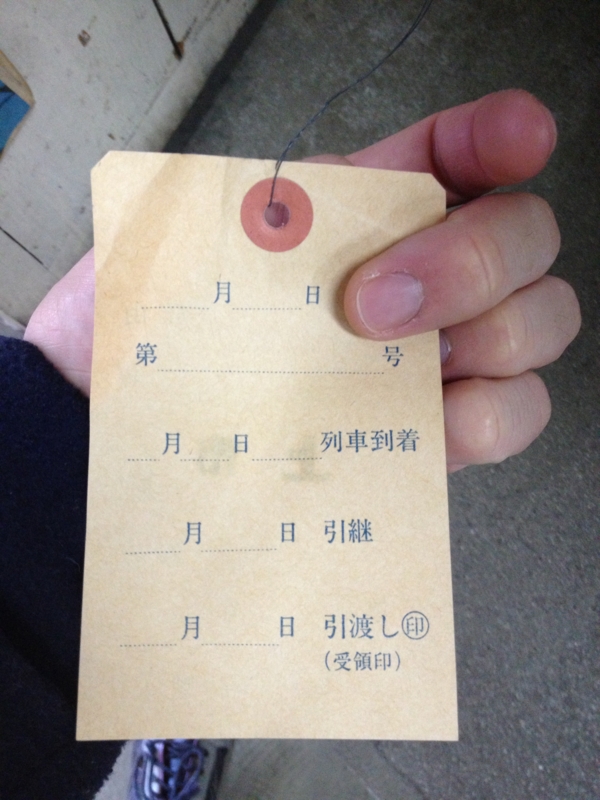 月 日
第 号
月 日 列車到着
月 日 引継
月 日 引渡し㊞
(受領印)